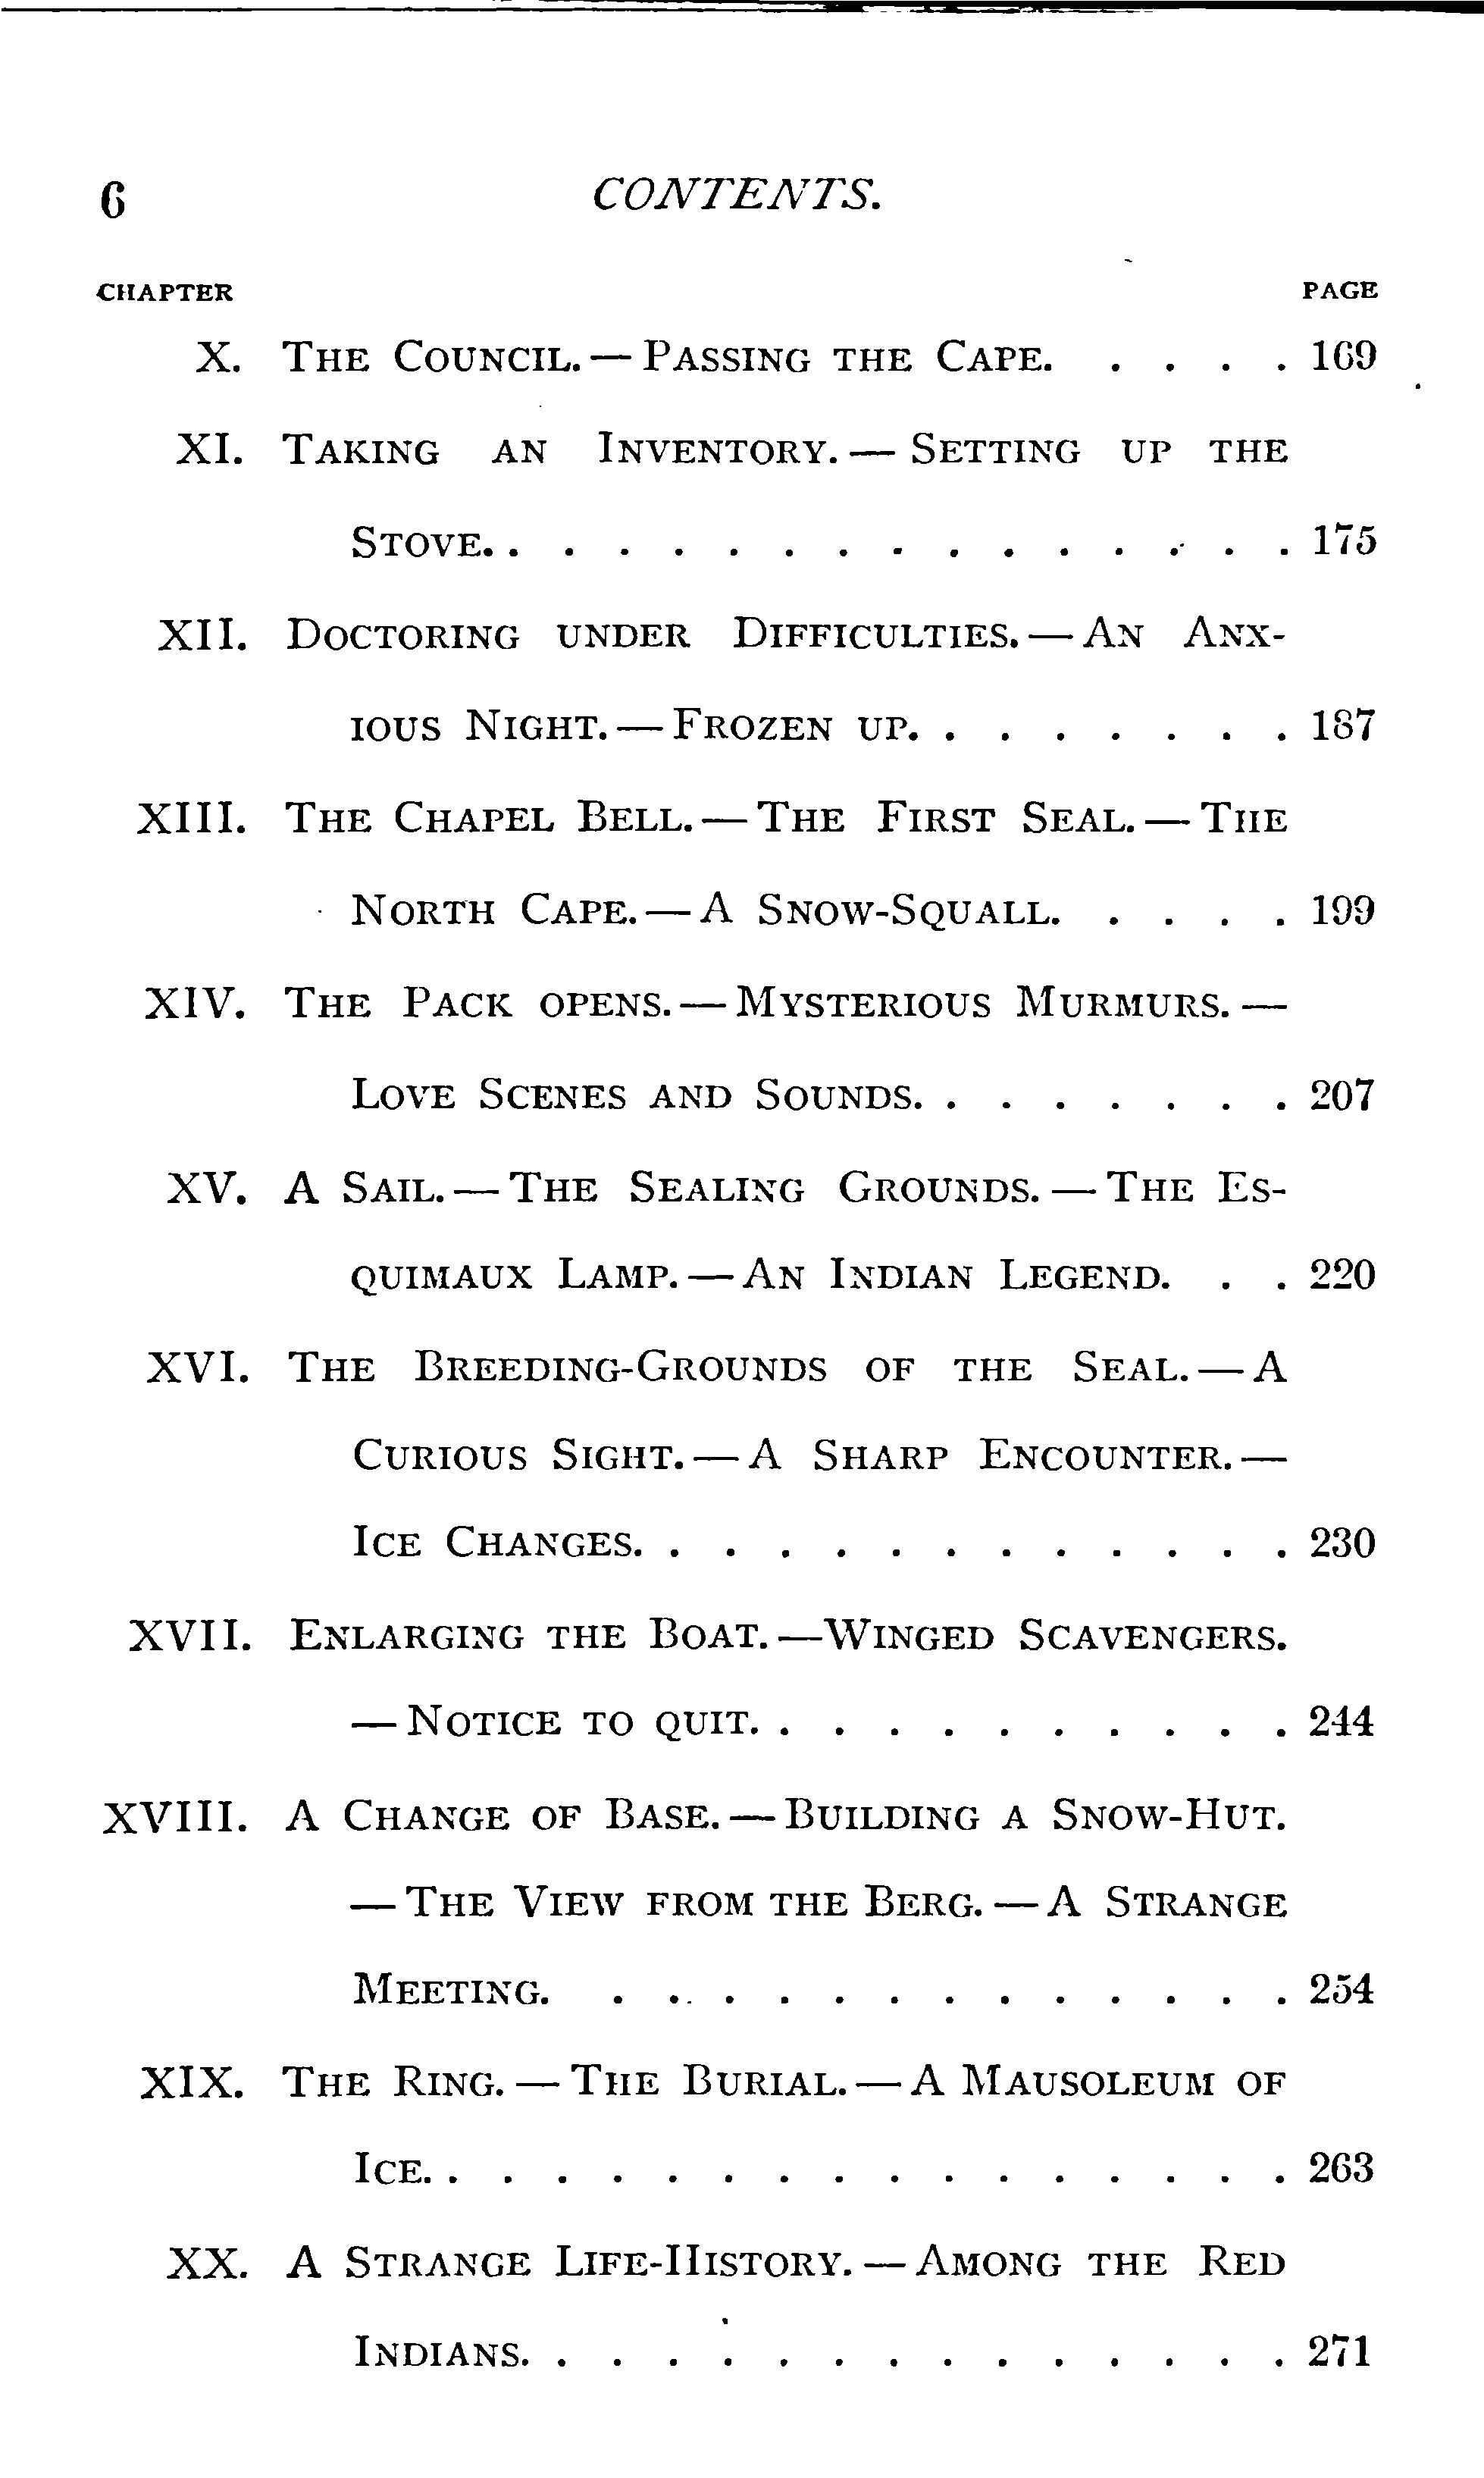 6 CONTENTS.
CHAPTER PAGE
X. The Council. — Passing the Cape. . . . . 169
XI. Taking an Inventory. — Setting up the
Stove. . . . . . . . . . . . . . . . 175
XII. Doctoring under Difficulties. — An Anx-
ious Night. — Frozen up. . . . . . . . 187
XIII. The Chapel Bell. — The First Seal. — The
North Cape. — A Snow-Squall. . . . . 199
XIV. The Pack opens. — Mysterious Murmurs. —
Love Scenes and Sounds. . . . . . . . 207
XV. A Sail. — The Sealing Grounds. — The Es-
quimaux Lamp. — An Indian Legend. . . 220
XVI. The Breeding-Grounds of the Seal. — A
Curious Sight. — A Sharp Encounter. —
Ice Changes. . . . . . . . . . . . . 230
XVII. Enlarging the Boat. — Winged Scavengers.
— Notice to quit. . . . . . . . . . . 244
XVIII. A Change of Base. — Building a Snow-Hut.
— The View from the Berg. — A Strange
Meeting. . . . . . . . . . . . . . 254
XIX. The Ring. — The Burial. — A Mausoleum of
Ice. . . . . . . . . . . . . . . . . 263
XX. A Strange Life-History. — Among the Red
Indians. . . . . . . . . . . . . . . 271